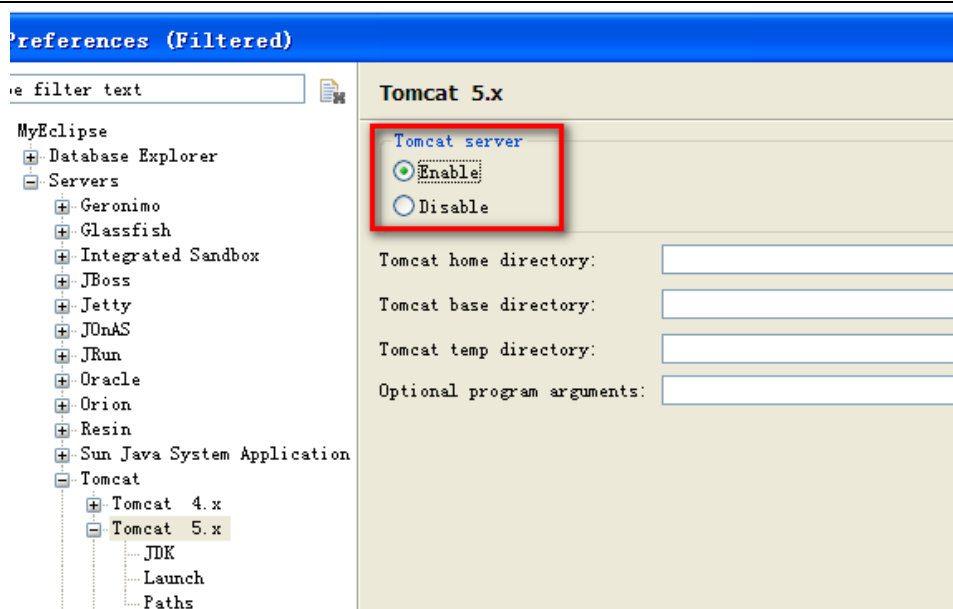 Preferences (Filtered)
pe filter text
Tomcat 5.x
MyEclipse
Database Explorer
Servers
Geronimo
Glassfish
Integrated Sandbox
JBoss
Jetty
JOnAS
JRun
Oracle
Orion
Resin
Sun Java System Application
Tomcat
Tomcat 4.x
Tomcat 5.x
JDK
Launch
Paths
Tomcat server
Enable
Disable
Tomcat home directory:
Tomcat base directory:
Tomcat temp directory:
Optional program arguments: